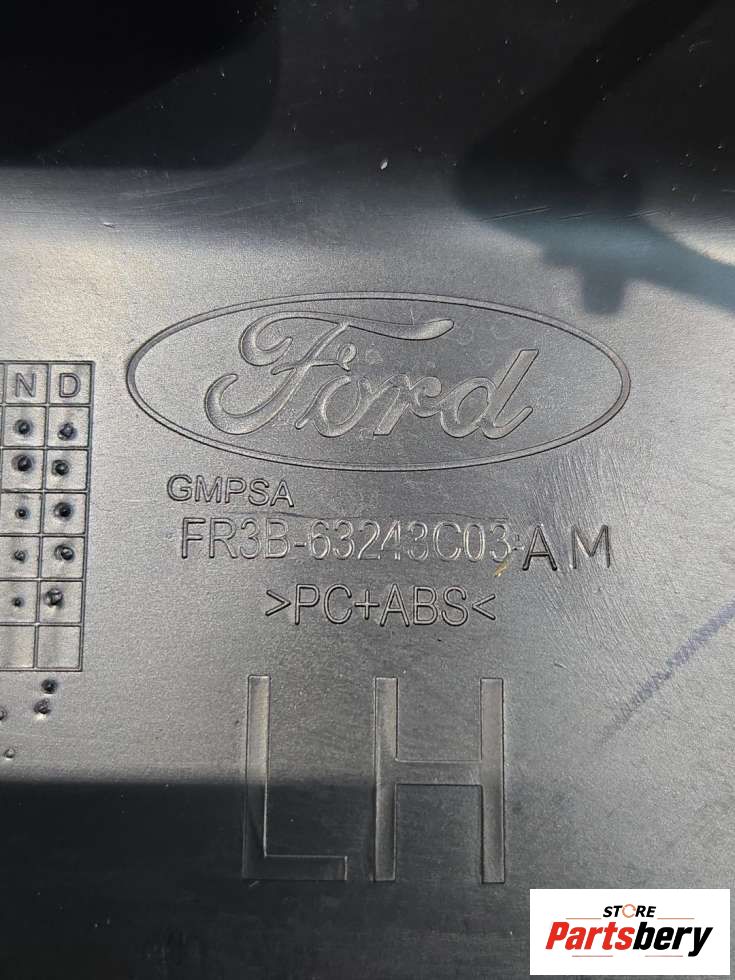 N D
Ford
GMPSA
FR3B-63243C03-AM
>PC+ABS<
LH
STORE
Partsbery